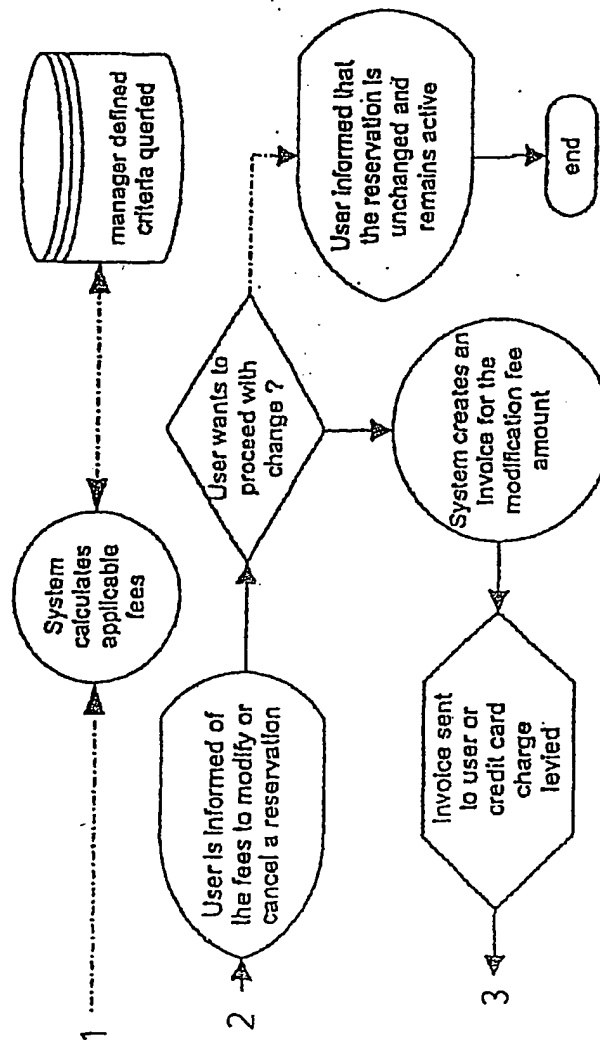 1
System
calculates
applicable
fees
manager defined
criteria queried
2
User is Informed of
the fees to modify or
cancel a reservation
User wants to
proceed with
change ?
User informed that
the reservation is
unchanged and
remains active
end
System creates an
Invoice for the
modification fee
amount
Invoice sent
to user or
credit card
charge
levied
3